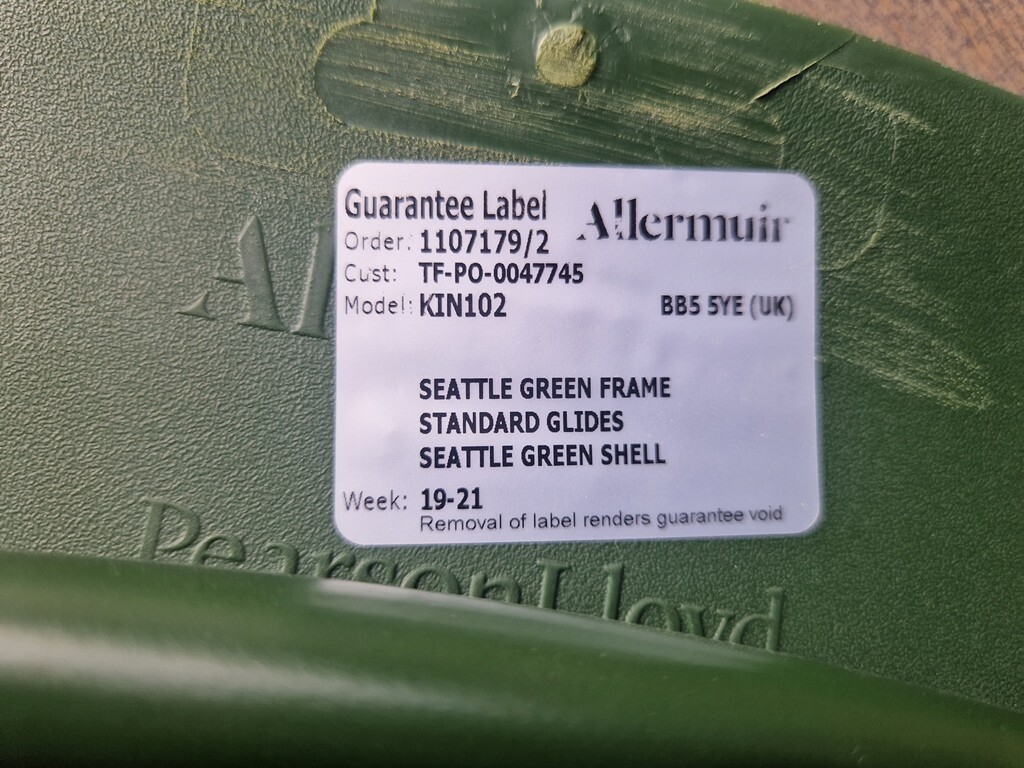 Guarantee Label
Allermuir
Order: 1107179/2
Cust: TF-PO-0047745
Model: KIN102
BB5 5YE (UK)
SEATTLE GREEN FRAME
STANDARD GLIDES
SEATTLE GREEN SHELL
Week: 19-21
Removal of label renders guarantee void
Al
PearsonLloyd